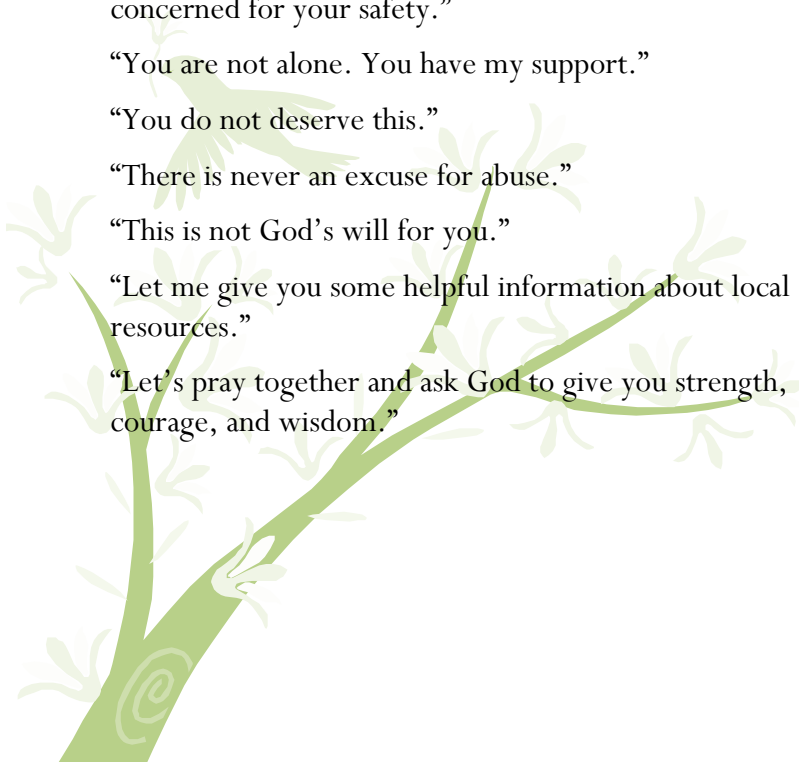 concerned for your safety.”
“You are not alone. You have my support.”
“You do not deserve this.”
“There is never an excuse for abuse.”
“This is not God’s will for you.”
“Let me give you some helpful information about local
resources.”
“Let’s pray together and ask God to give you strength,
courage, and wisdom.”